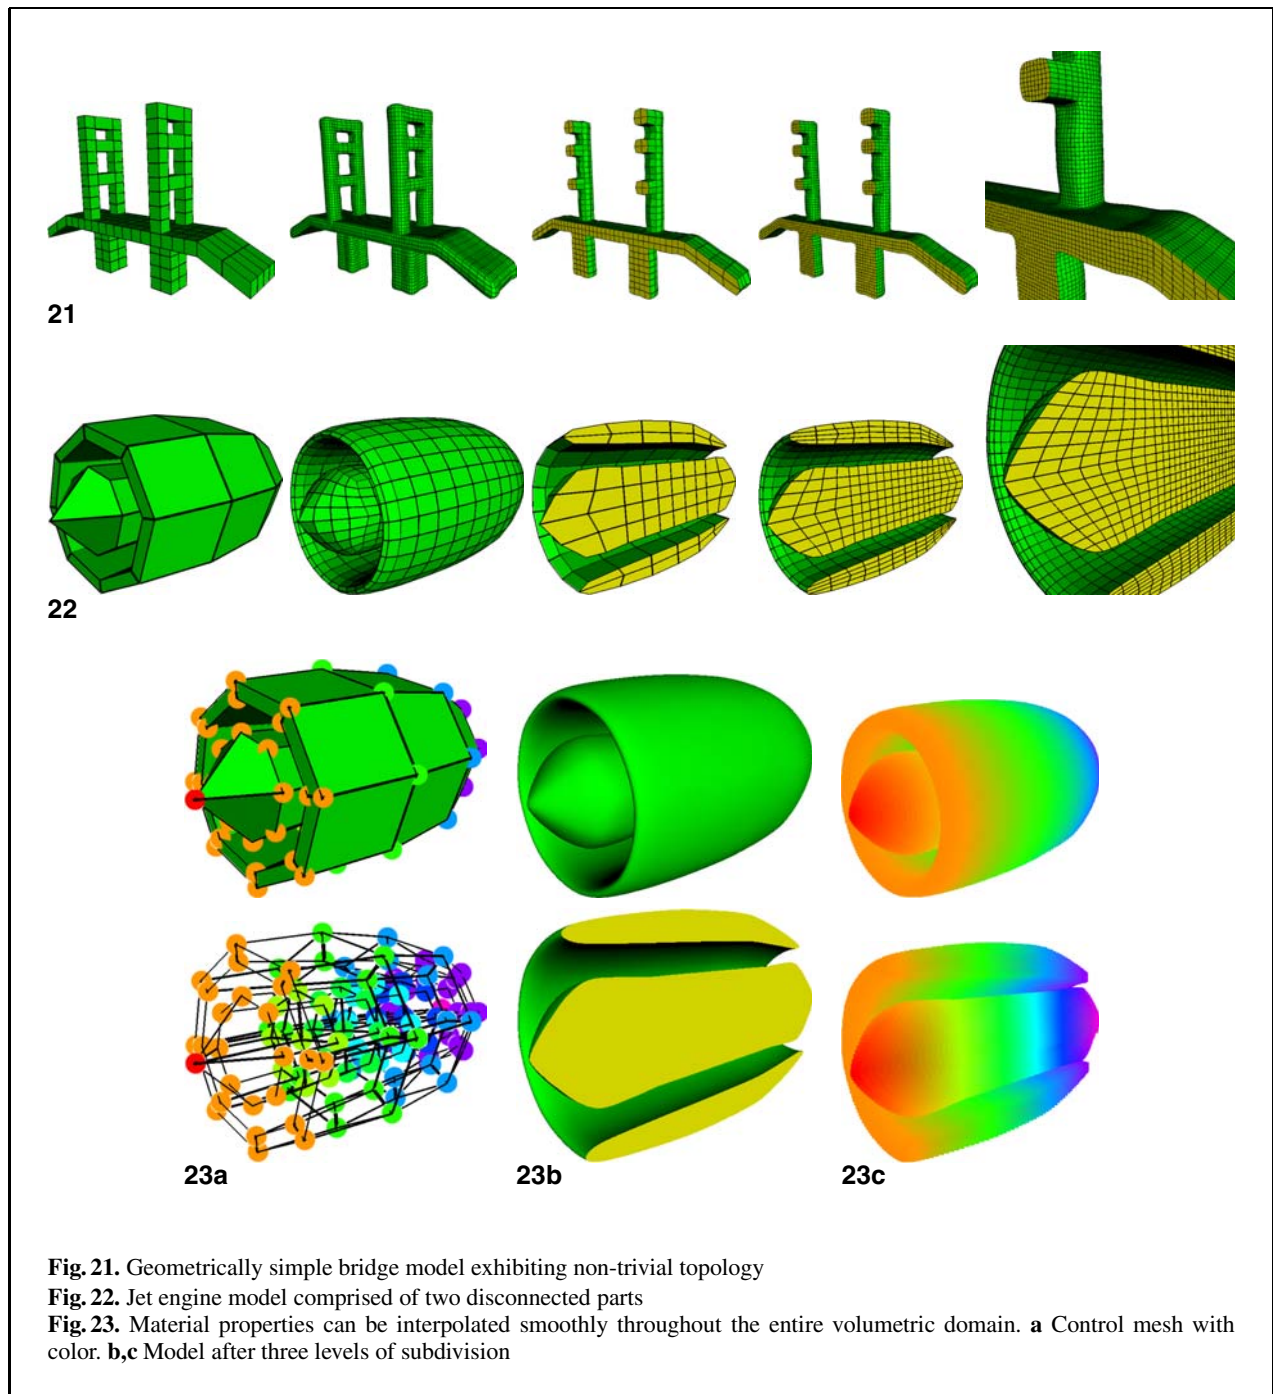 21
22
23a
23b
23c
Fig. 21. Geometrically simple bridge model exhibiting non-trivial topology
Fig. 22. Jet engine model comprised of two disconnected parts
Fig. 23. Material properties can be interpolated smoothly throughout the entire volumetric domain. a Control mesh with
color. b,c Model after three levels of subdivision